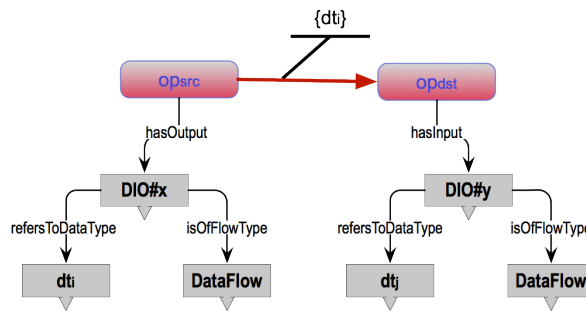 {dti}
opsrc
opdst
hasOutput
hasInput
DIO#x
DIO#y
refersToDataType
isOfFlowType
refersToDataType
isOfFlowType
dti
DataFlow
dtj
DataFlow